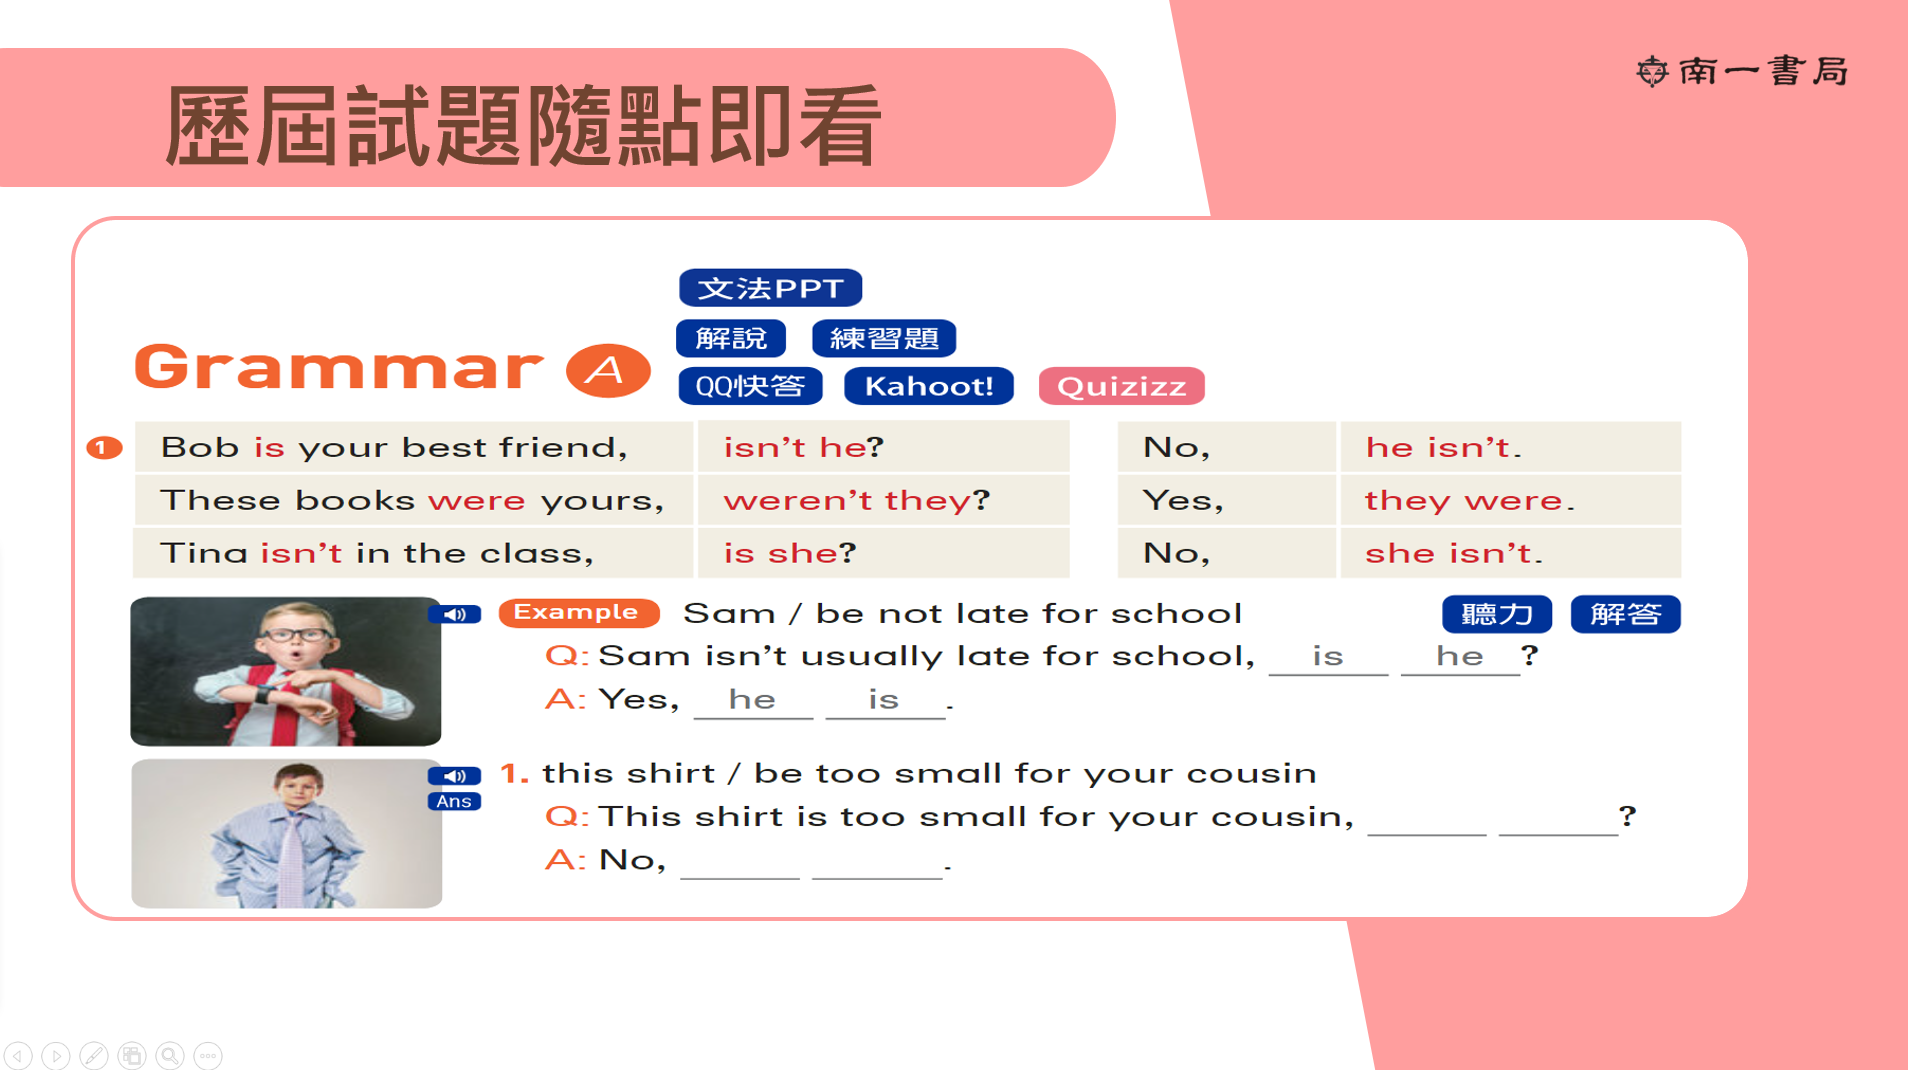 歷屆試題隨點即看
南一書局
文法PPT
解說 練習題
Grammar A
QQ快答 Kahoot! Quizizz
1 Bob is your best friend, isn't he? No, he isn't.
These books were yours, weren't they? Yes, they were.
Tina isn't in the class, is she? No, she isn't.
Example Sam / be not late for school 聽力 解答
Q: Sam isn't usually late for school, is he?
A: Yes, he is.
1. this shirt / be too small for your cousin
Ans
Q: This shirt is too small for your cousin, ______ ______?
A: No, ______ ______.